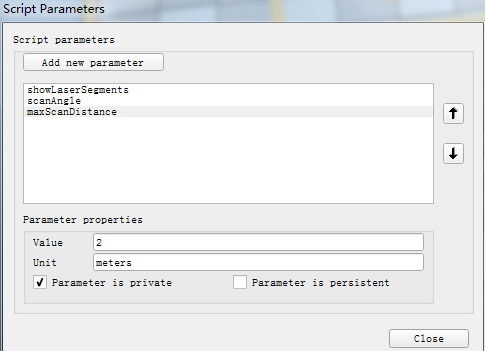 Script Parameters
Script parameters
Add new parameter
showLaserSegments
scanAngle
maxScanDistance
Parameter properties
Value 2
Unit meters
Parameter is private Parameter is persistent
Close